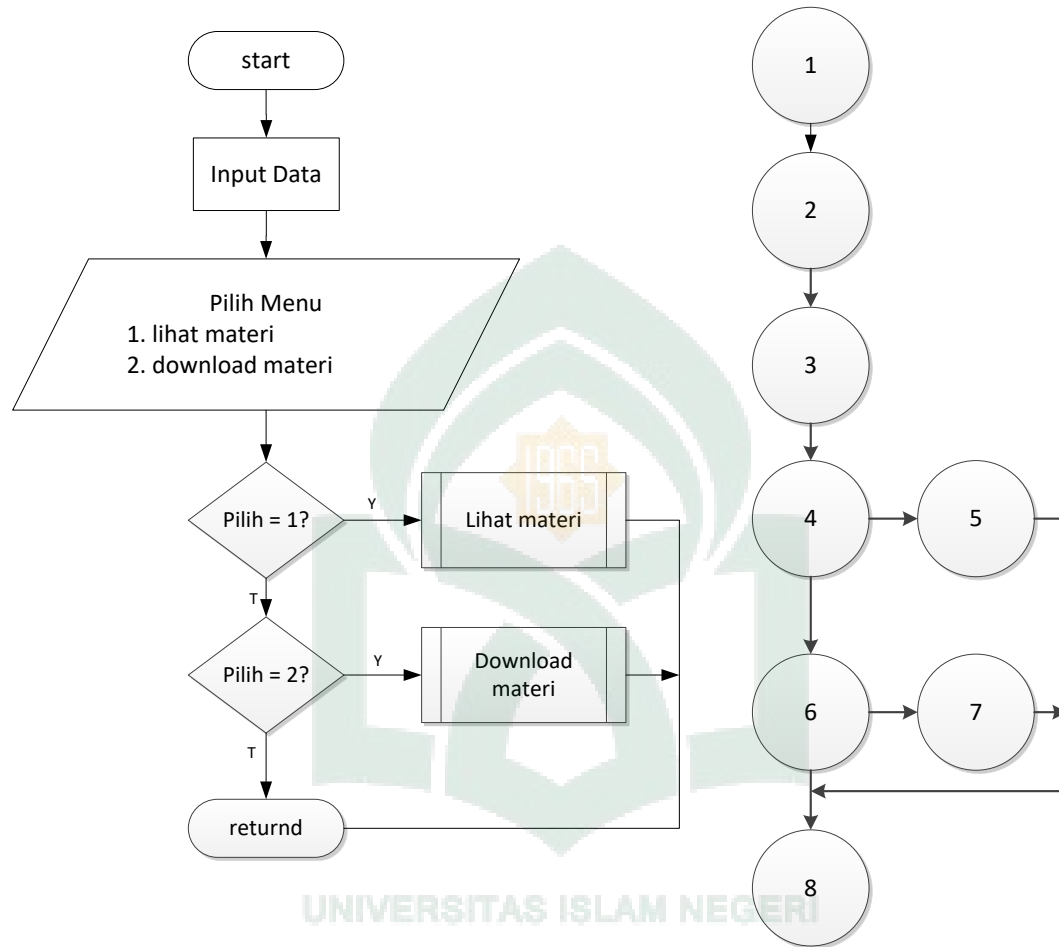 start
Input Data
Pilih Menu
1. lihat materi
2. download materi
Pilih = 1?
Y
Lihat materi
T
Pilih = 2?
Y
Download
materi
T
returnd
1
2
3
4
5
6
7
8
UNIVERSITAS ISLAM NEGERI